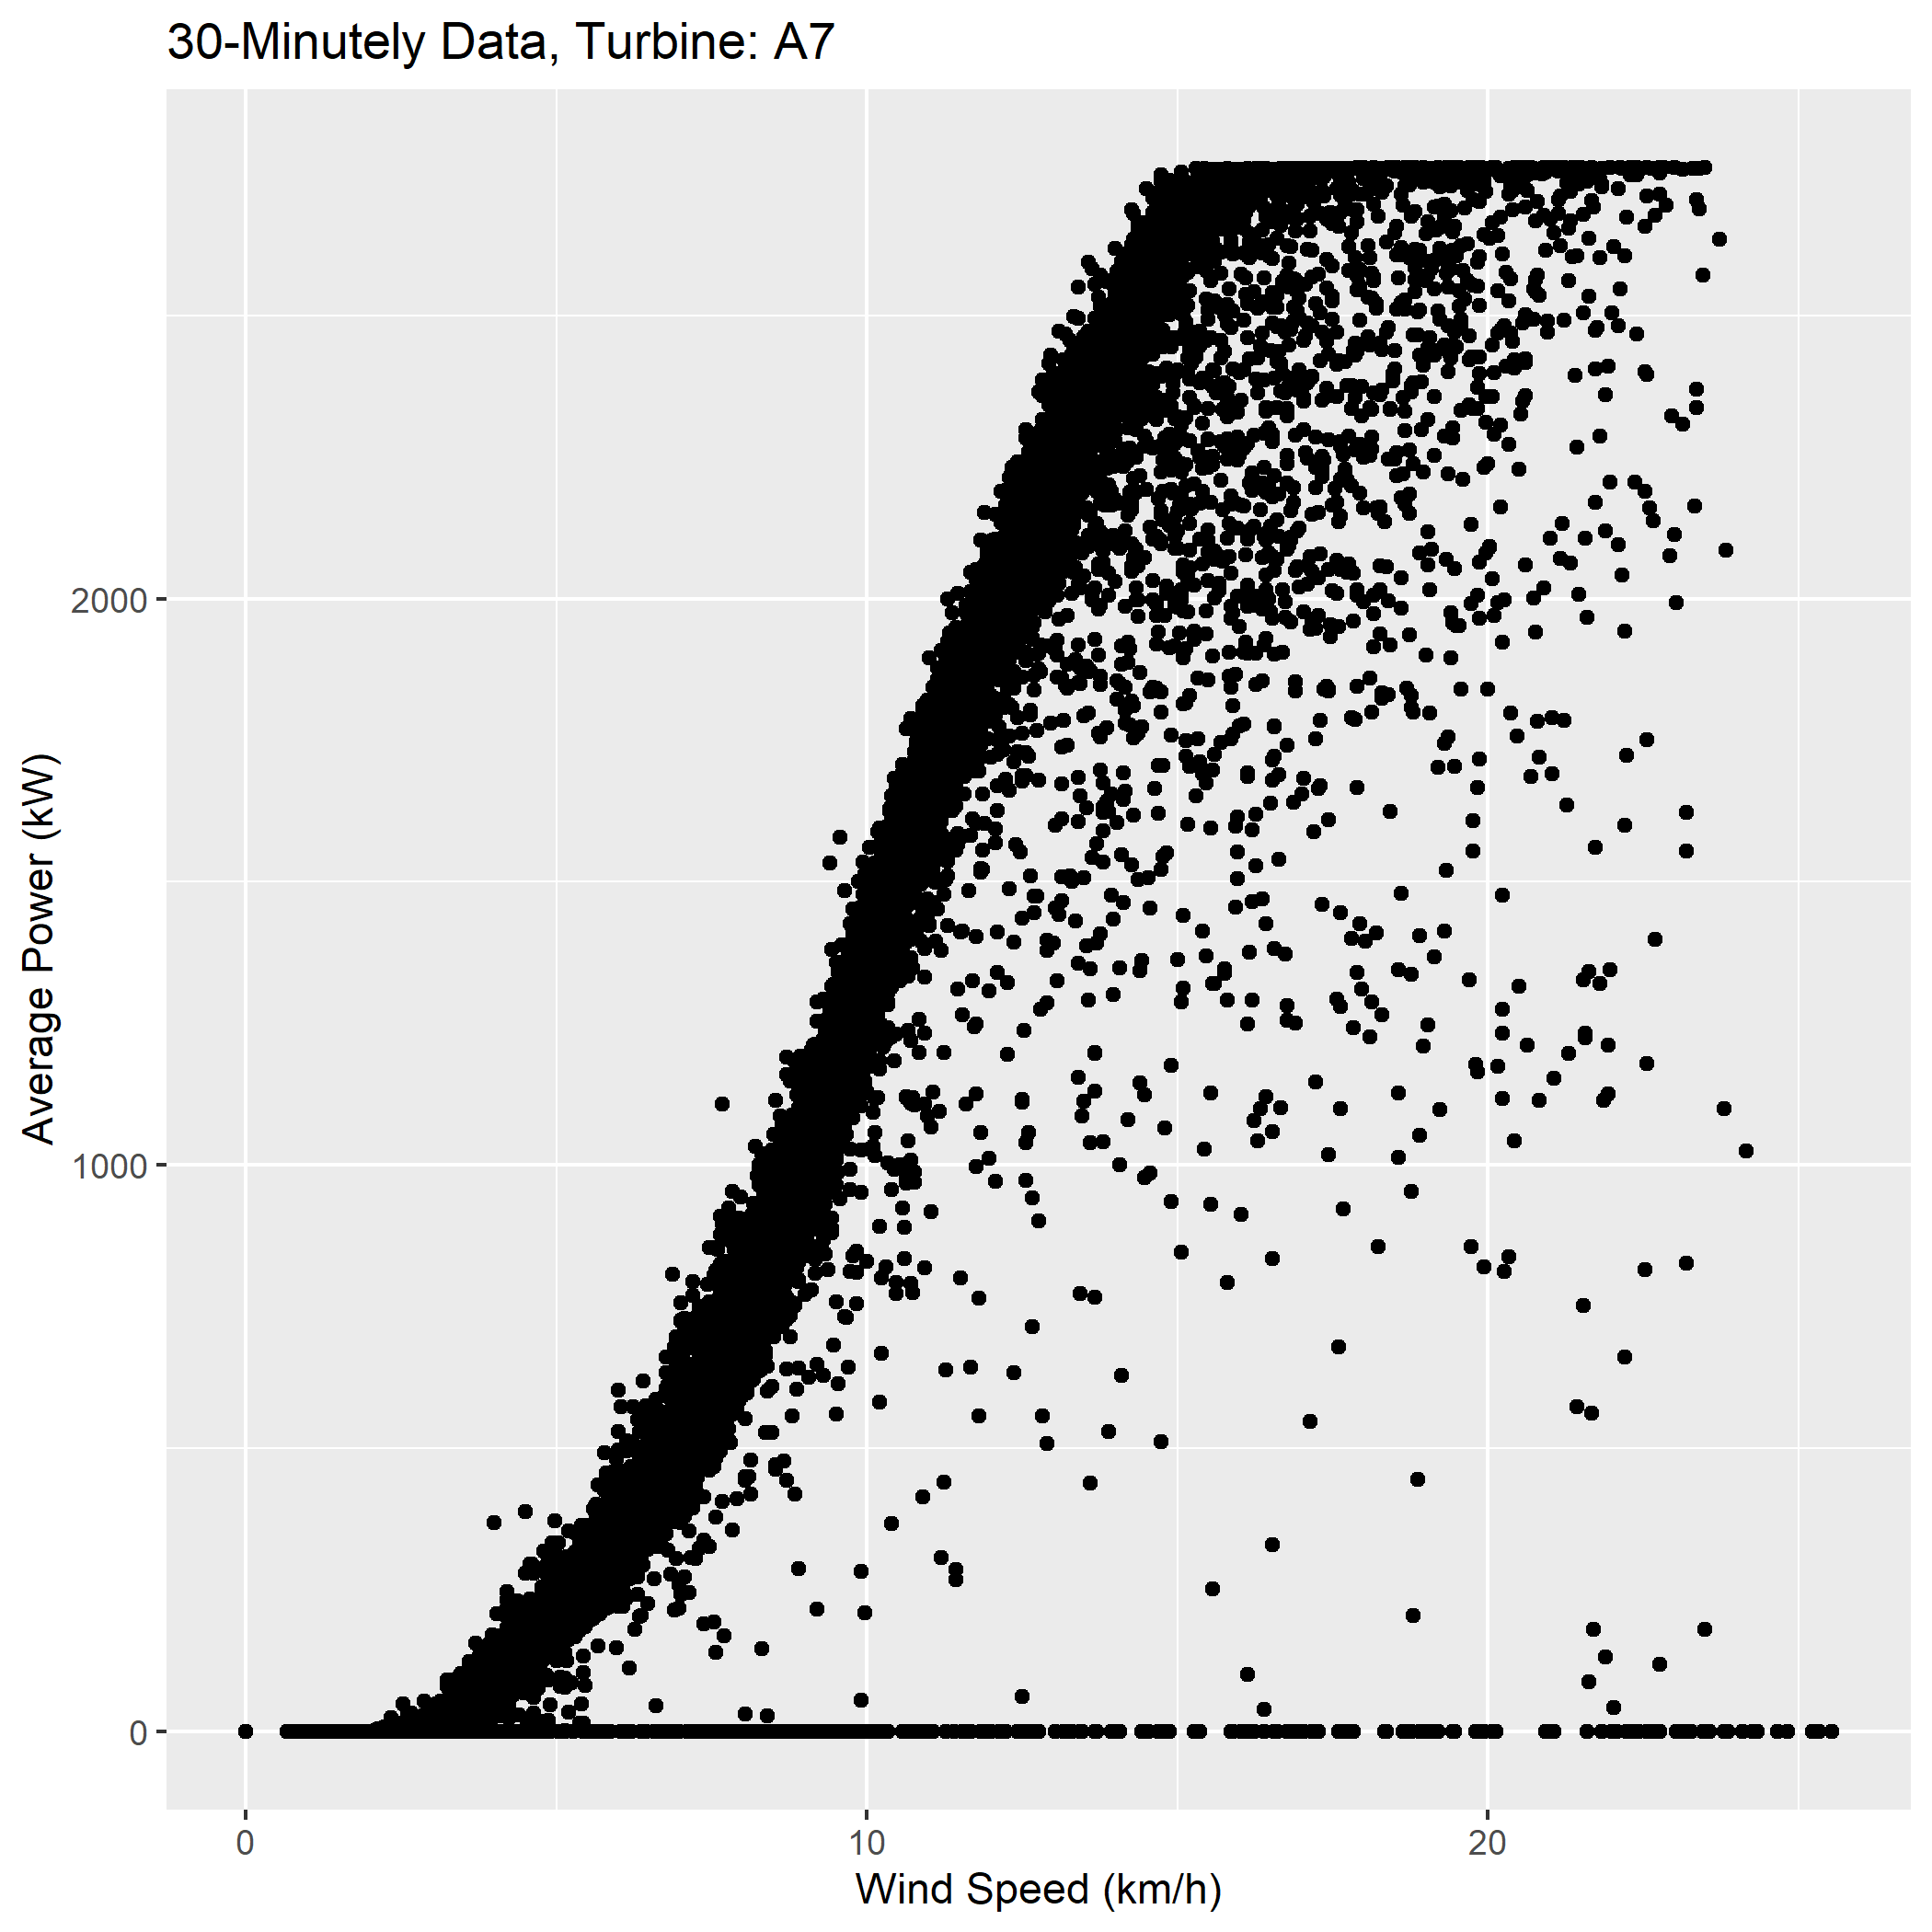 30-Minutely Data, Turbine: A7
Average Power (kW)
2000
1000
0
0
10
20
Wind Speed (km/h)